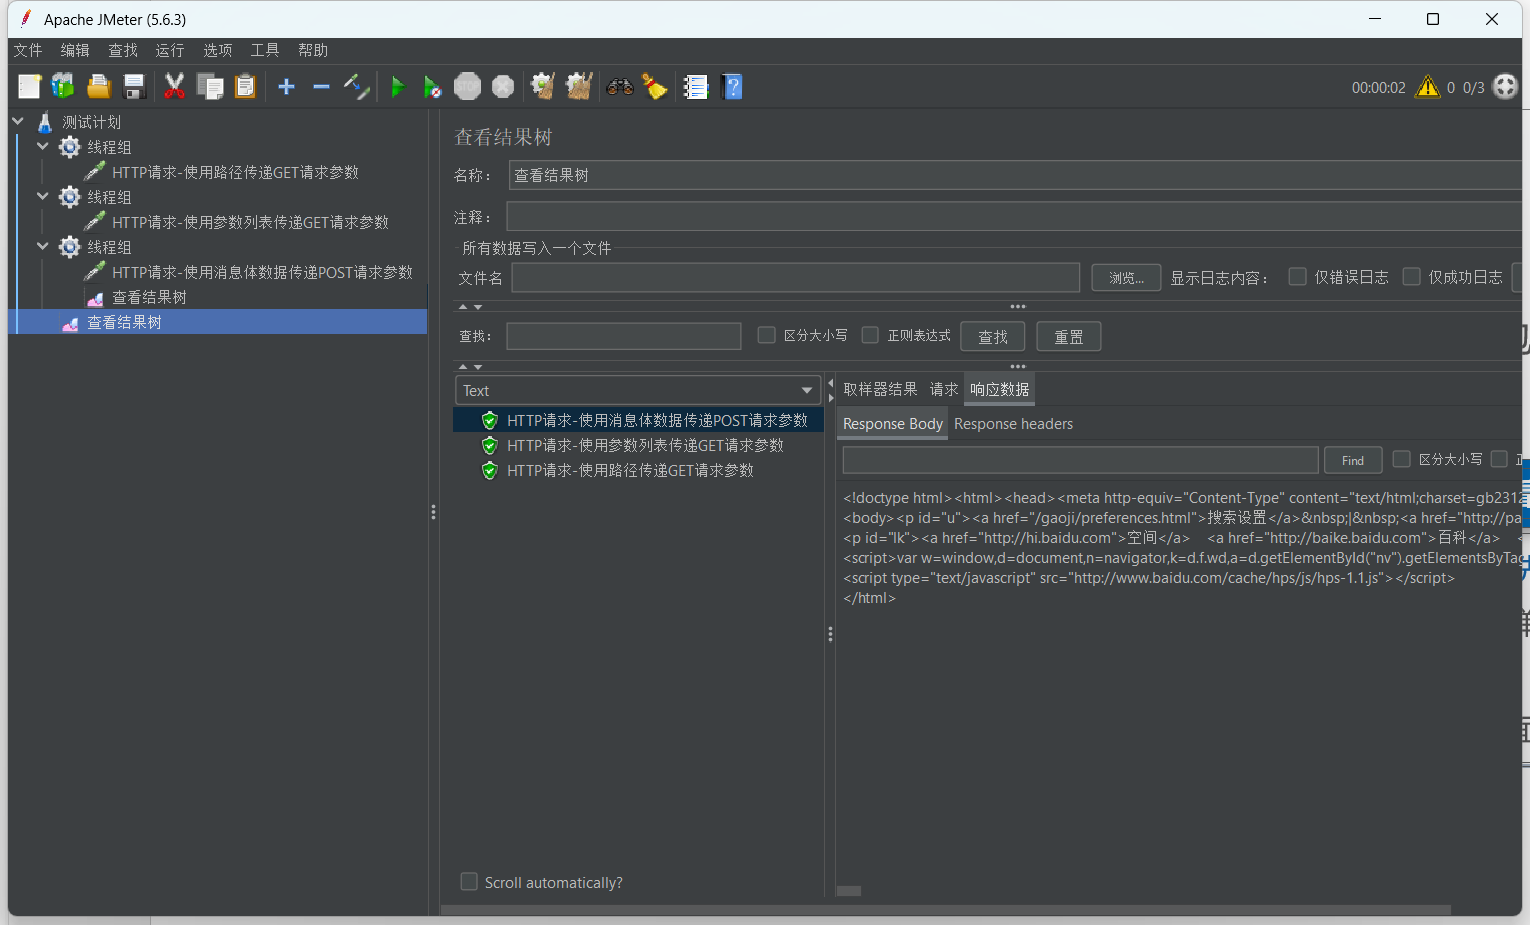 Apache JMeter (5.6.3)
文件 编辑 查找 运行 选项 工具 帮助
STOP
00:00:02 0 0/3
测试计划
线程组
HTTP请求-使用路径传递GET请求参数
线程组
HTTP请求-使用参数列表传递GET请求参数
线程组
HTTP请求-使用消息体数据传递POST请求参数
查看结果树
查看结果树
查看结果树
名称： 查看结果树
注释：
所有数据写入一个文件
文件名 浏览... 显示日志内容： 仅错误日志 仅成功日志
查找: 区分大小写 正则表达式 查找 重置
Text
HTTP请求-使用消息体数据传递POST请求参数
HTTP请求-使用参数列表传递GET请求参数
HTTP请求-使用路径传递GET请求参数
Scroll automatically?
取样器结果 请求 响应数据
Response Body Response headers
Find 区分大小写
<!doctype html><html><head><meta http-equiv="Content-Type" content="text/html;charset=gb2312
<body><p id="u"><a href="/gaoji/preferences.html">搜索设置</a>&nbsp;|&nbsp;<a href="http://pa
<p id="lk"><a href="http://hi.baidu.com">空间</a> <a href="http://baike.baidu.com">百科</a> <
<script>var w=window,d=document,n=navigator,k=d.f.wd,a=d.getElementById("nv").getElementsByTag
<script type="text/javascript" src="http://www.baidu.com/cache/hps/js/hps-1.1.js"></script>
</html>